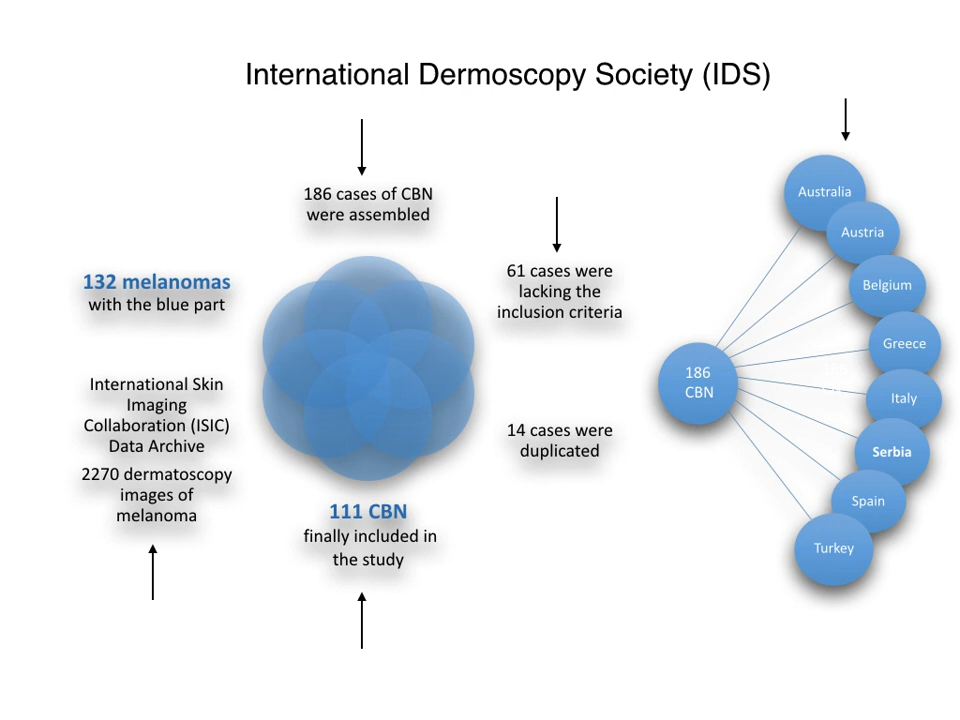 International Dermoscopy Society (IDS)
186 cases of CBN
were assembled
132 melanomas
with the blue part
International Skin
Imaging
Collaboration (ISIC)
Data Archive
2270 dermatoscopy
images of
melanoma
111 CBN
finally included in
the study
61 cases were
lacking the
inclusion criteria
14 cases were
duplicated
186
CBN
Australia
Austria
Belgium
Greece
Italy
Serbia
Spain
Turkey